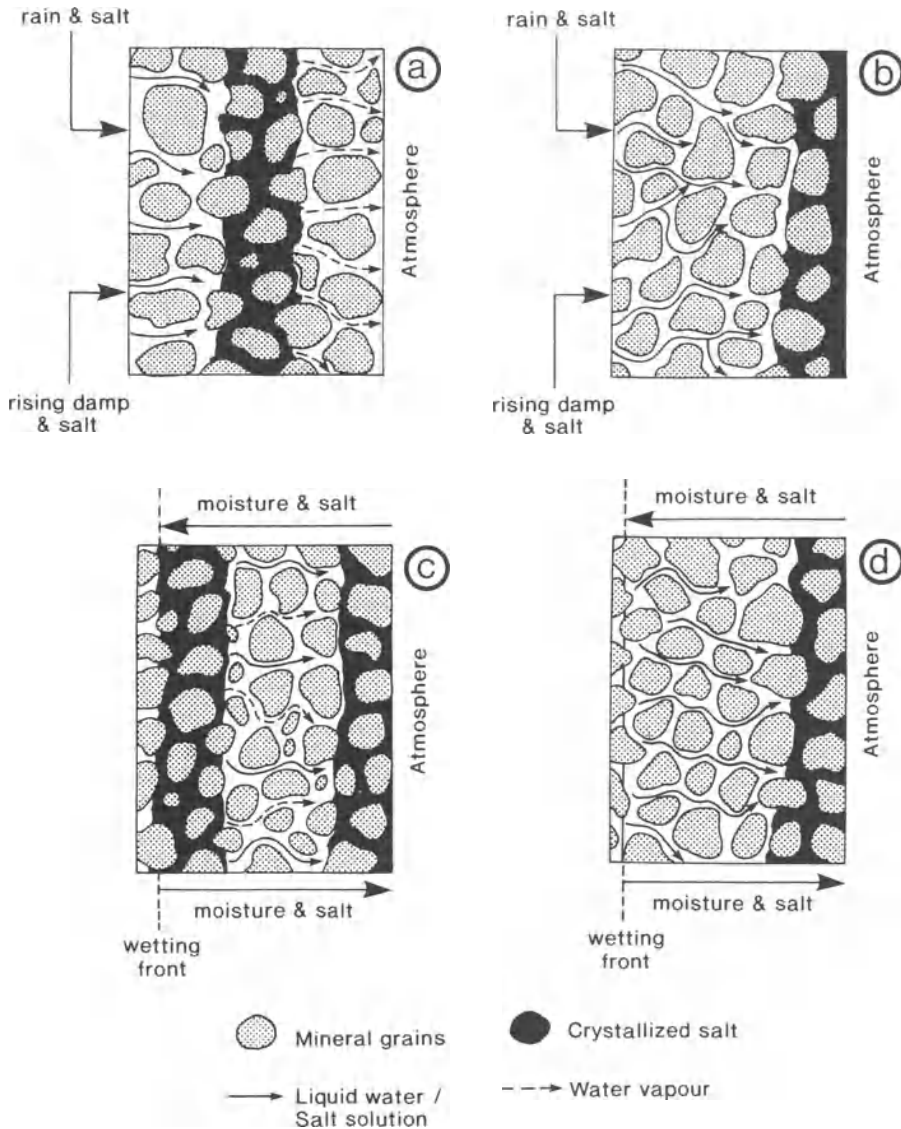 rain & salt
a
Atmosphere
rising damp
& salt
rain & salt
b
Atmosphere
rising damp
& salt
moisture & salt
c
Atmosphere
moisture & salt
wetting
front
moisture & salt
d
Atmosphere
moisture & salt
wetting
front
Mineral grains
Crystallized salt
Liquid water /
Salt solution
Water vapour